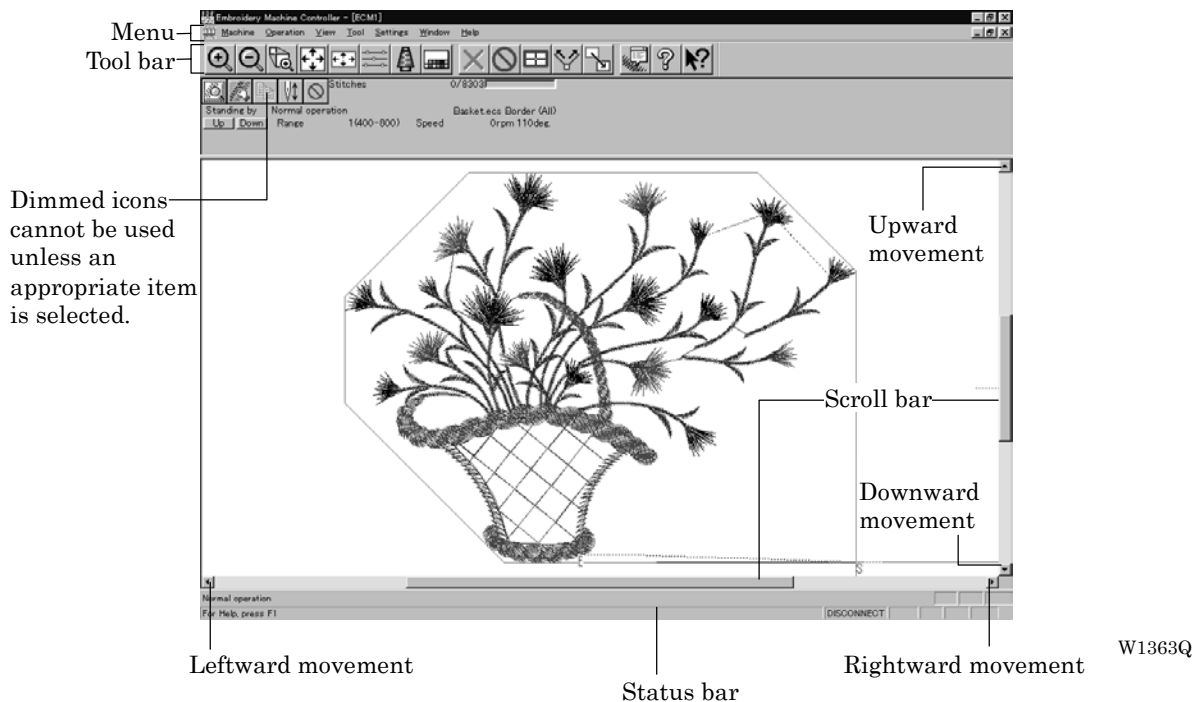 Embroidery Machine Controller - [ECM1]
Menu
Machine Operation View Tool Settings Window Help
Tool bar
Stitches 0/8303
Standing by Normal operation Basket.ecs Border (All)
Up Down Range 1(400-800) Speed 0rpm 110deg.
Dimmed icons
cannot be used
unless an
appropriate item
is selected.
Upward
movement
Scroll bar
Downward
movement
E
S
Normal operation
For Help, press F1 DISCONNECT
Leftward movement
Rightward movement
W1363Q
Status bar